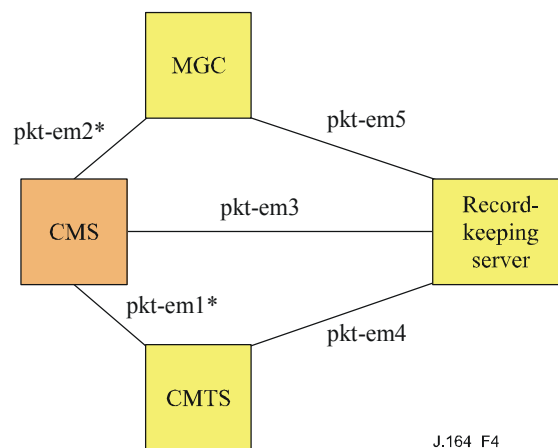 MGC
pkt-em2*
pkt-em5
CMS
pkt-em3
Record-
keeping
server
pkt-em1*
pkt-em4
CMTS
J.164_F4